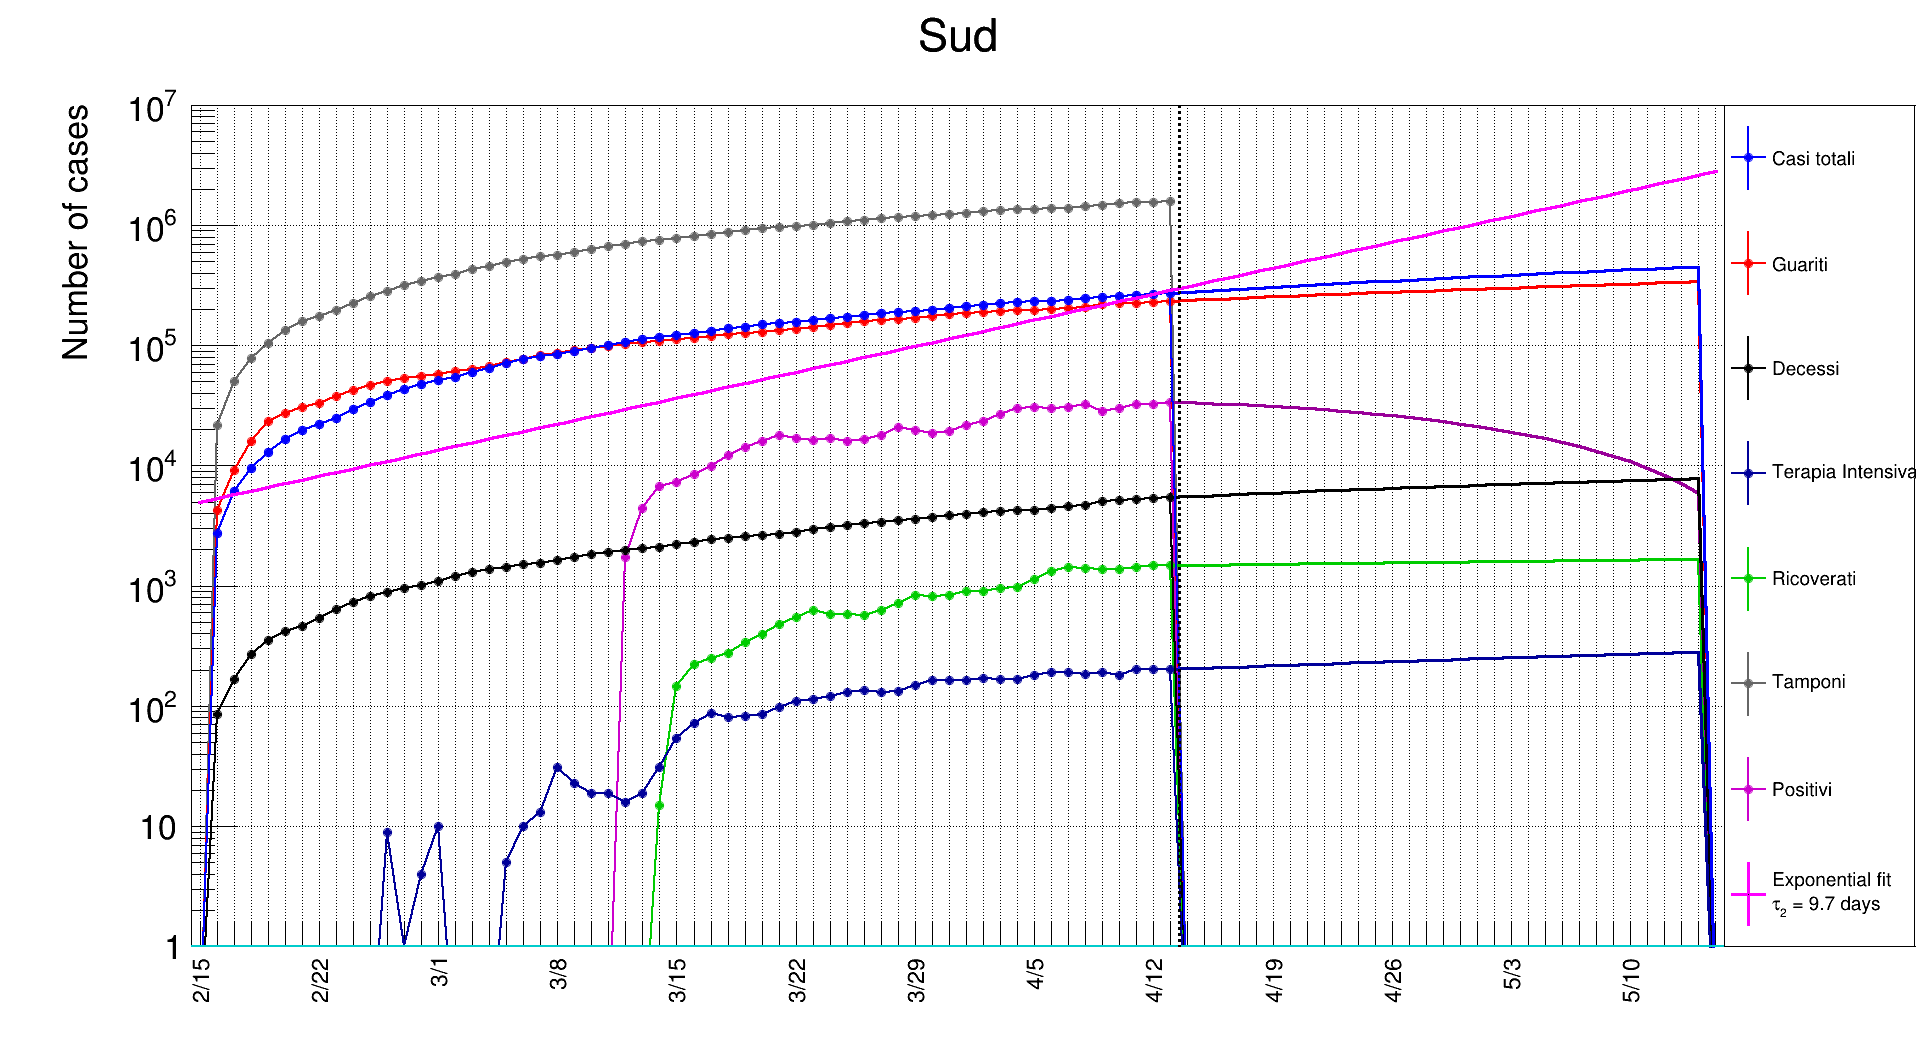 Sud
Number of cases
10^7
10^6
10^5
10^4
10^3
10^2
10
1
2/15
2/22
3/1
3/8
3/15
3/22
3/29
4/5
4/12
4/19
4/26
5/3
5/10
Casi totali
Guariti
Decessi
Terapia Intensiva
Ricoverati
Tamponi
Positivi
Exponential fit
τ₂ = 9.7 days